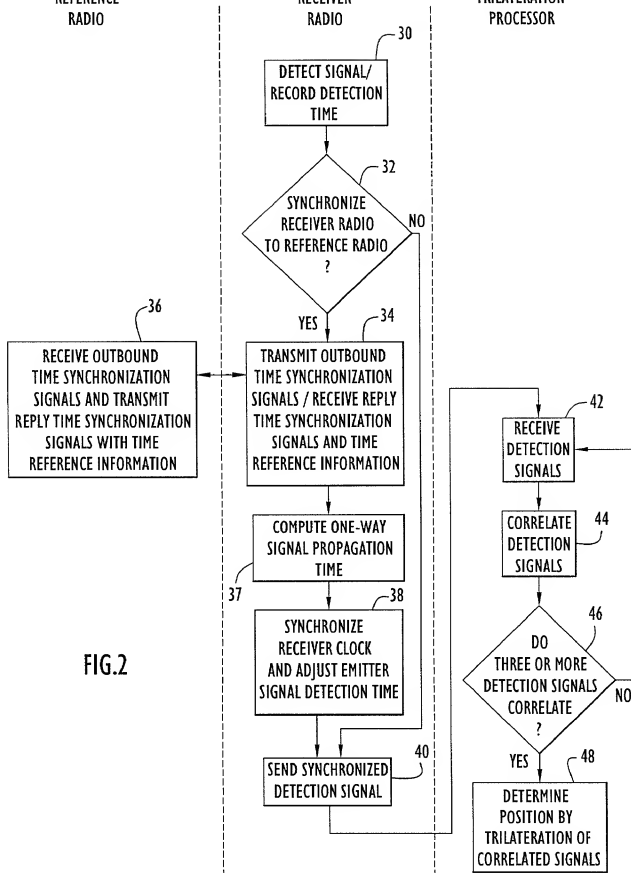 REFERENCE
RADIO
RECEIVER
RADIO
TRILATERATION
PROCESSOR
30
DETECT SIGNAL/
RECORD DETECTION
TIME
32
SYNCHRONIZE
RECEIVER RADIO
TO REFERENCE RADIO
?
NO
YES
34
TRANSMIT OUTBOUND
TIME SYNCHRONIZATION
SIGNALS / RECEIVE REPLY
TIME SYNCHRONIZATION
SIGNALS AND TIME
REFERENCE INFORMATION
36
RECEIVE OUTBOUND
TIME SYNCHRONIZATION
SIGNALS AND TRANSMIT
REPLY TIME SYNCHRONIZATION
SIGNALS WITH TIME
REFERENCE INFORMATION
COMPUTE ONE-WAY
SIGNAL PROPAGATION
TIME
37
38
SYNCHRONIZE
RECEIVER CLOCK
AND ADJUST EMITTER
SIGNAL DETECTION TIME
40
SEND SYNCHRONIZED
DETECTION SIGNAL
42
RECEIVE
DETECTION
SIGNALS
44
CORRELATE
DETECTION
SIGNALS
46
DO
THREE OR MORE
DETECTION SIGNALS
CORRELATE
?
NO
YES
48
DETERMINE
POSITION BY
TRILATERATION OF
CORRELATED SIGNALS
FIG.2